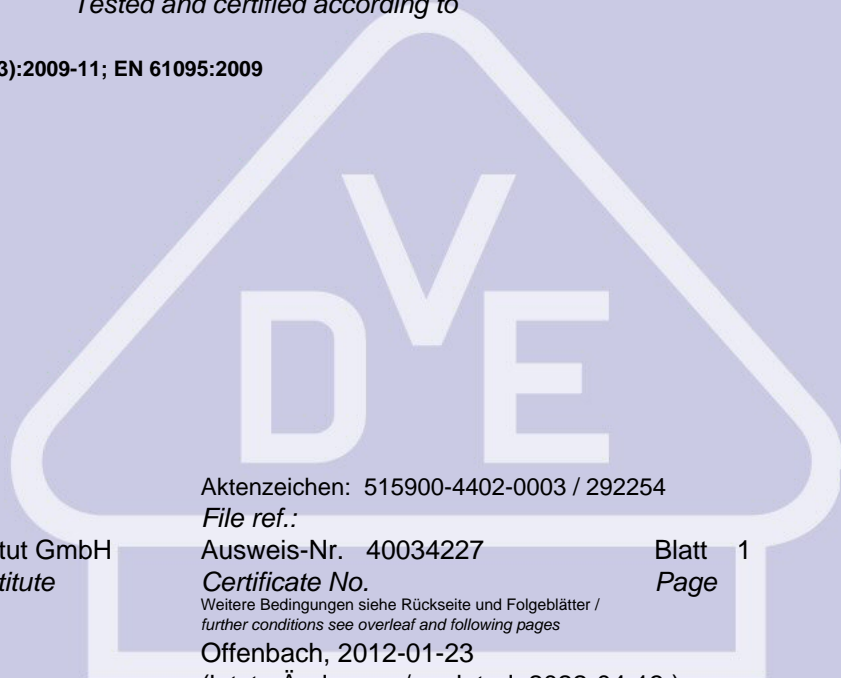 Tested and certified according to
3):2009-11; EN 61095:2009
VDE
Aktenzeichen: 515900-4402-0003 / 292254
File ref.:
tut GmbH Ausweis-Nr. 40034227 Blatt 1
titute Certificate No. Page
Weitere Bedingungen siehe Rückseite und Folgeblätter /
further conditions see overleaf and following pages
Offenbach, 2012-01-23